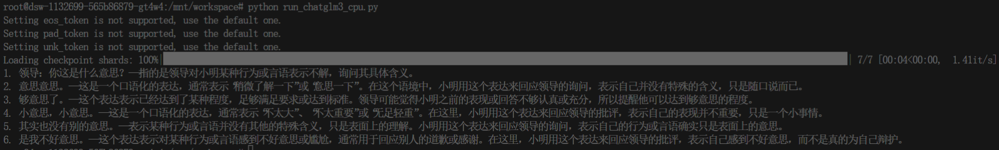 root@dsw-1132699-565b86879-gt4w4:/mnt/workspace# python run_chatglm3_cpu.py
Setting eos_token is not supported, use the default one.
Setting pad_token is not supported, use the default one.
Setting unk_token is not supported, use the default one.
Loading checkpoint shards: 100%| | 7/7 [00:04<00:00, 1.41it/s]
1. 领导：你这是什么意思？—指的是领导对小明某种行为或言语表示不解，询问其具体含义。
2. 意思意思。—这是一个口语化的表达，通常表示“稍微了解一下”或“意思一下”。在这个语境中，小明用这个表达来回应领导的询问，表示自己并没有特殊的含义，只是随口说而已。
3. 够意思了。—这个表达表示已经达到了某种程度，足够满足要求或达到标准。领导可能觉得小明之前的表现或回答不够认真或充分，所以提醒他可以达到够意思的程度。
4. 小意思，小意思。—这是一个口语化的表达，通常表示“不太大”、“不太重要”或“无足轻重”。在这里，小明用这个表达来回应领导的批评，表示自己的表现并不重要，只是一个小事情。
5. 其实也没有别的意思。—表示某种行为或言语并没有其他的特殊含义，只是表面上的理解。小明用这个表达来回应领导的询问，表示自己的行为或言语确实只是表面上的意思。
6. 是我不好意思。—这个表达表示对某种行为或言语感到不好意思或尴尬，通常用于回应别人的道歉或感谢。在这里，小明用这个表达来回应领导的批评，表示自己感到不好意思，而不是真的为自己辩护。